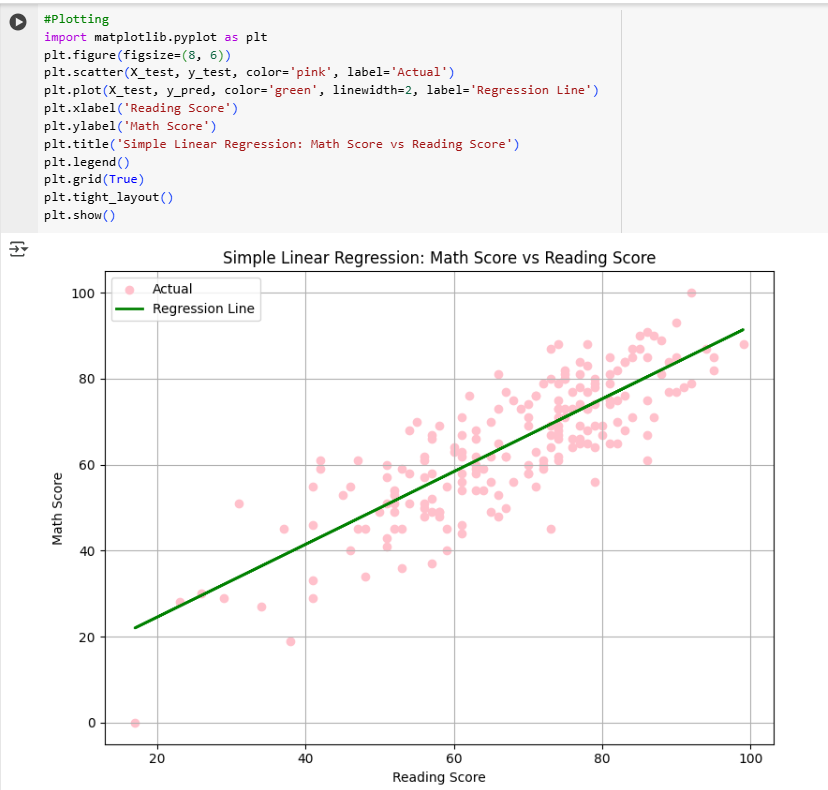 #Plotting
import matplotlib.pyplot as plt
plt.figure(figsize=(8, 6))
plt.scatter(X_test, y_test, color='pink', label='Actual')
plt.plot(X_test, y_pred, color='green', linewidth=2, label='Regression Line')
plt.xlabel('Reading Score')
plt.ylabel('Math Score')
plt.title('Simple Linear Regression: Math Score vs Reading Score')
plt.legend()
plt.grid(True)
plt.tight_layout()
plt.show()
Simple Linear Regression: Math Score vs Reading Score
Actual
Regression Line
100
80
60
40
20
0
Math Score
20 40 60 80 100
Reading Score